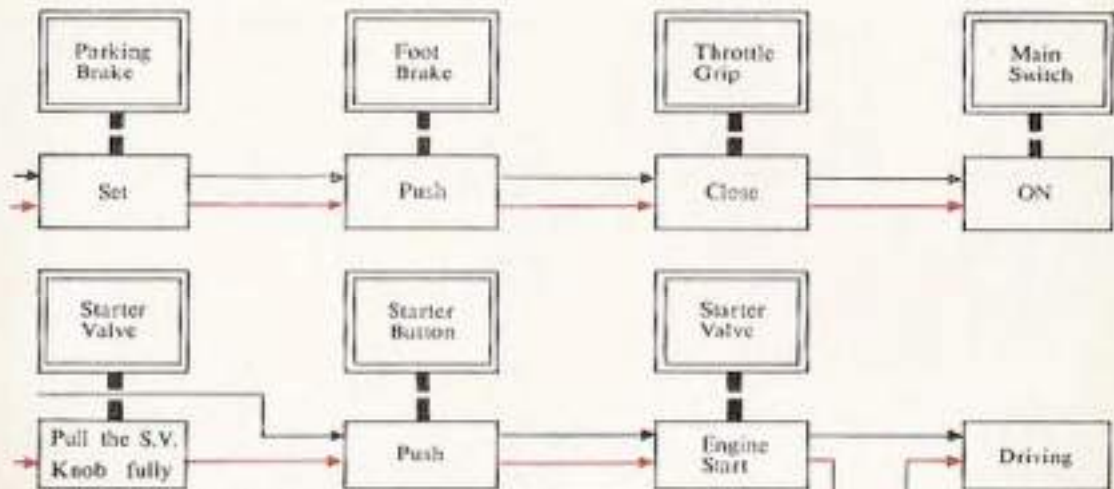 Parking
Brake
Foot
Brake
Throttle
Grip
Main
Switch
Set
Push
Close
ON
Starter
Valve
Starter
Button
Starter
Valve
Pull the S.V.
Knob fully
Push
Engine
Start
Driving